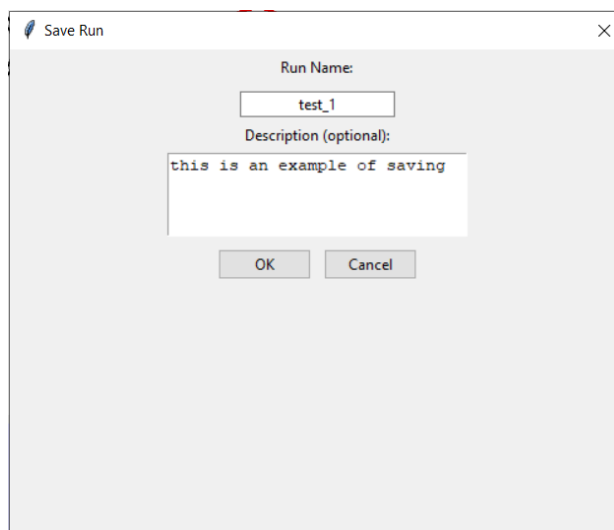 Save Run
Run Name:
test_1
Description (optional):
this is an example of saving
OK Cancel